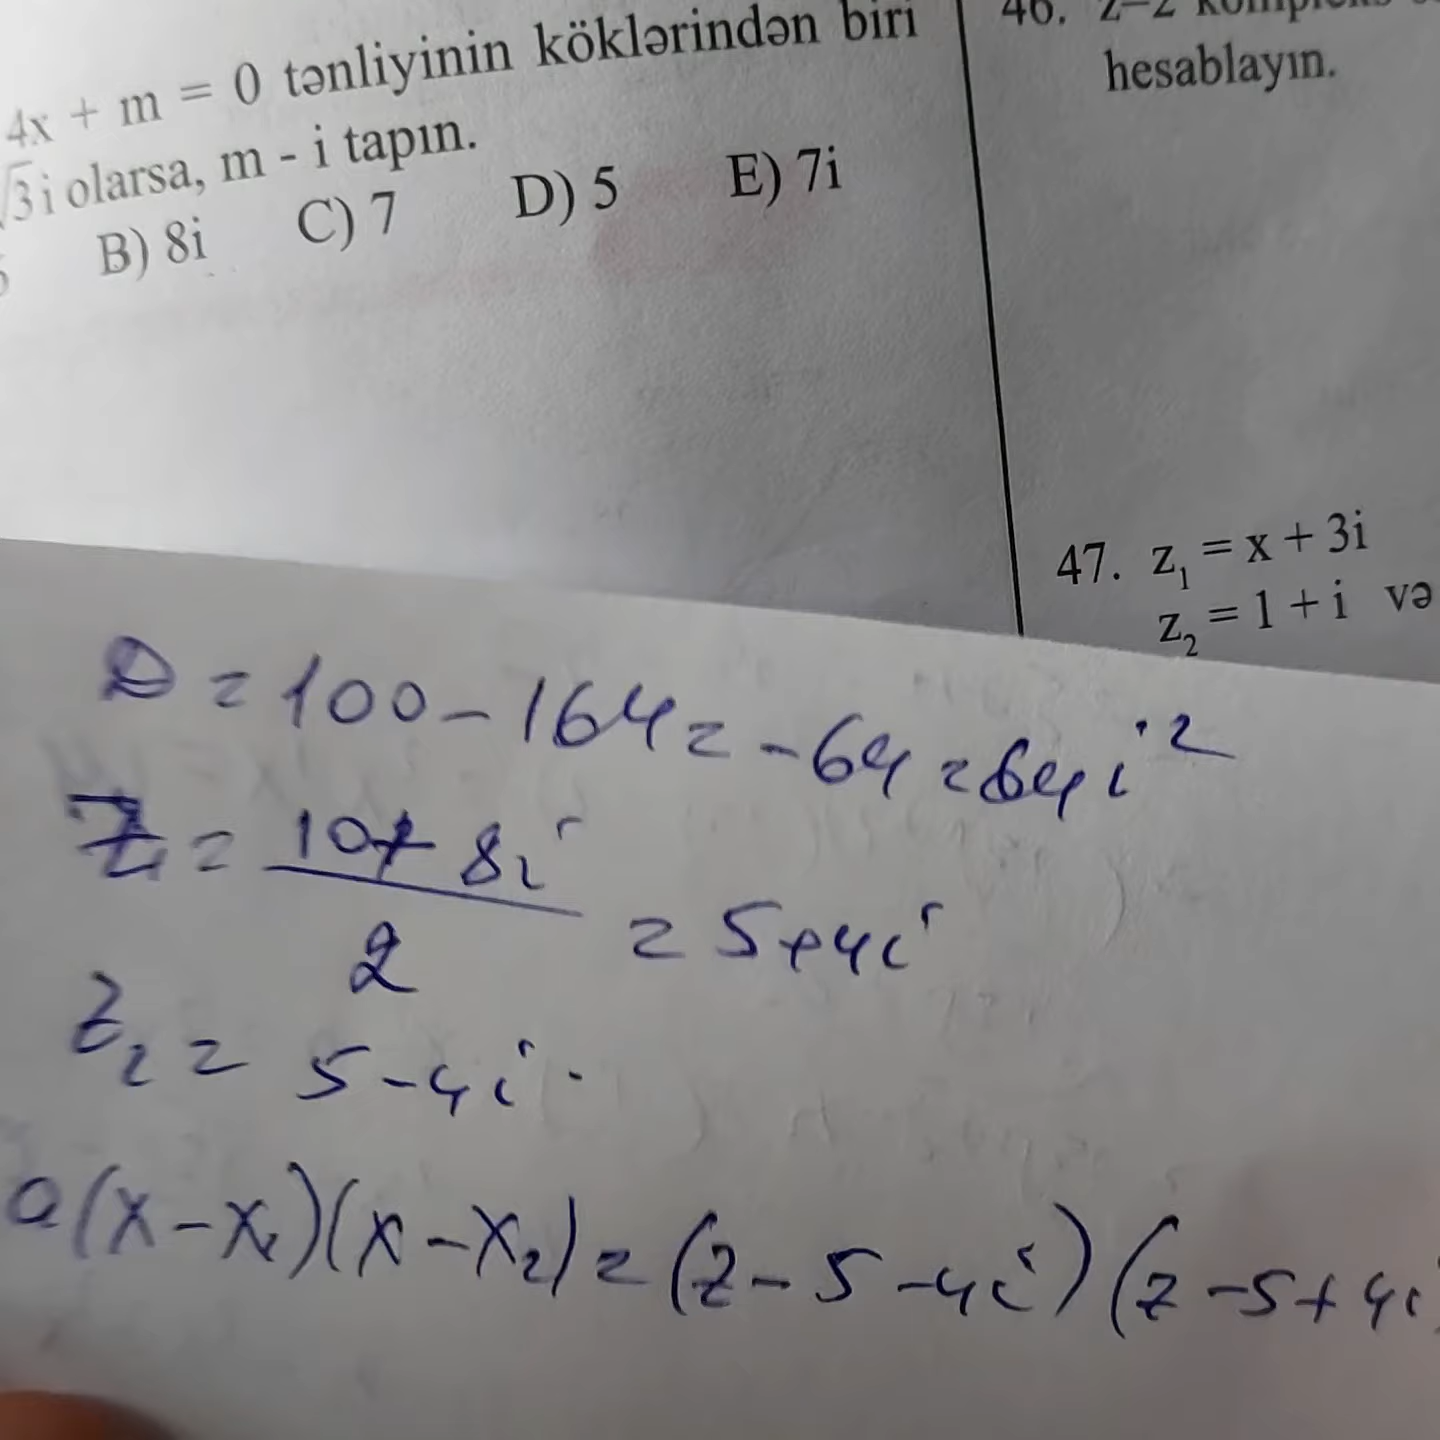 4x + m = 0 tənliyinin köklərindən biri
√3 i olarsa, m - i tapın.
B) 8i C) 7 D) 5 E) 7i
46.
hesablayın.
47. z₁ = x + 3i
z₂ = 1 + i və
D = 100 - 164 = -64 = 64i²
Z₁ = (10 + 8i)/2 = 5+4i
Z₂ = 5-4i.
a(x-x₁)(x-x₂) = (z-5-4i)(z-5+4i)